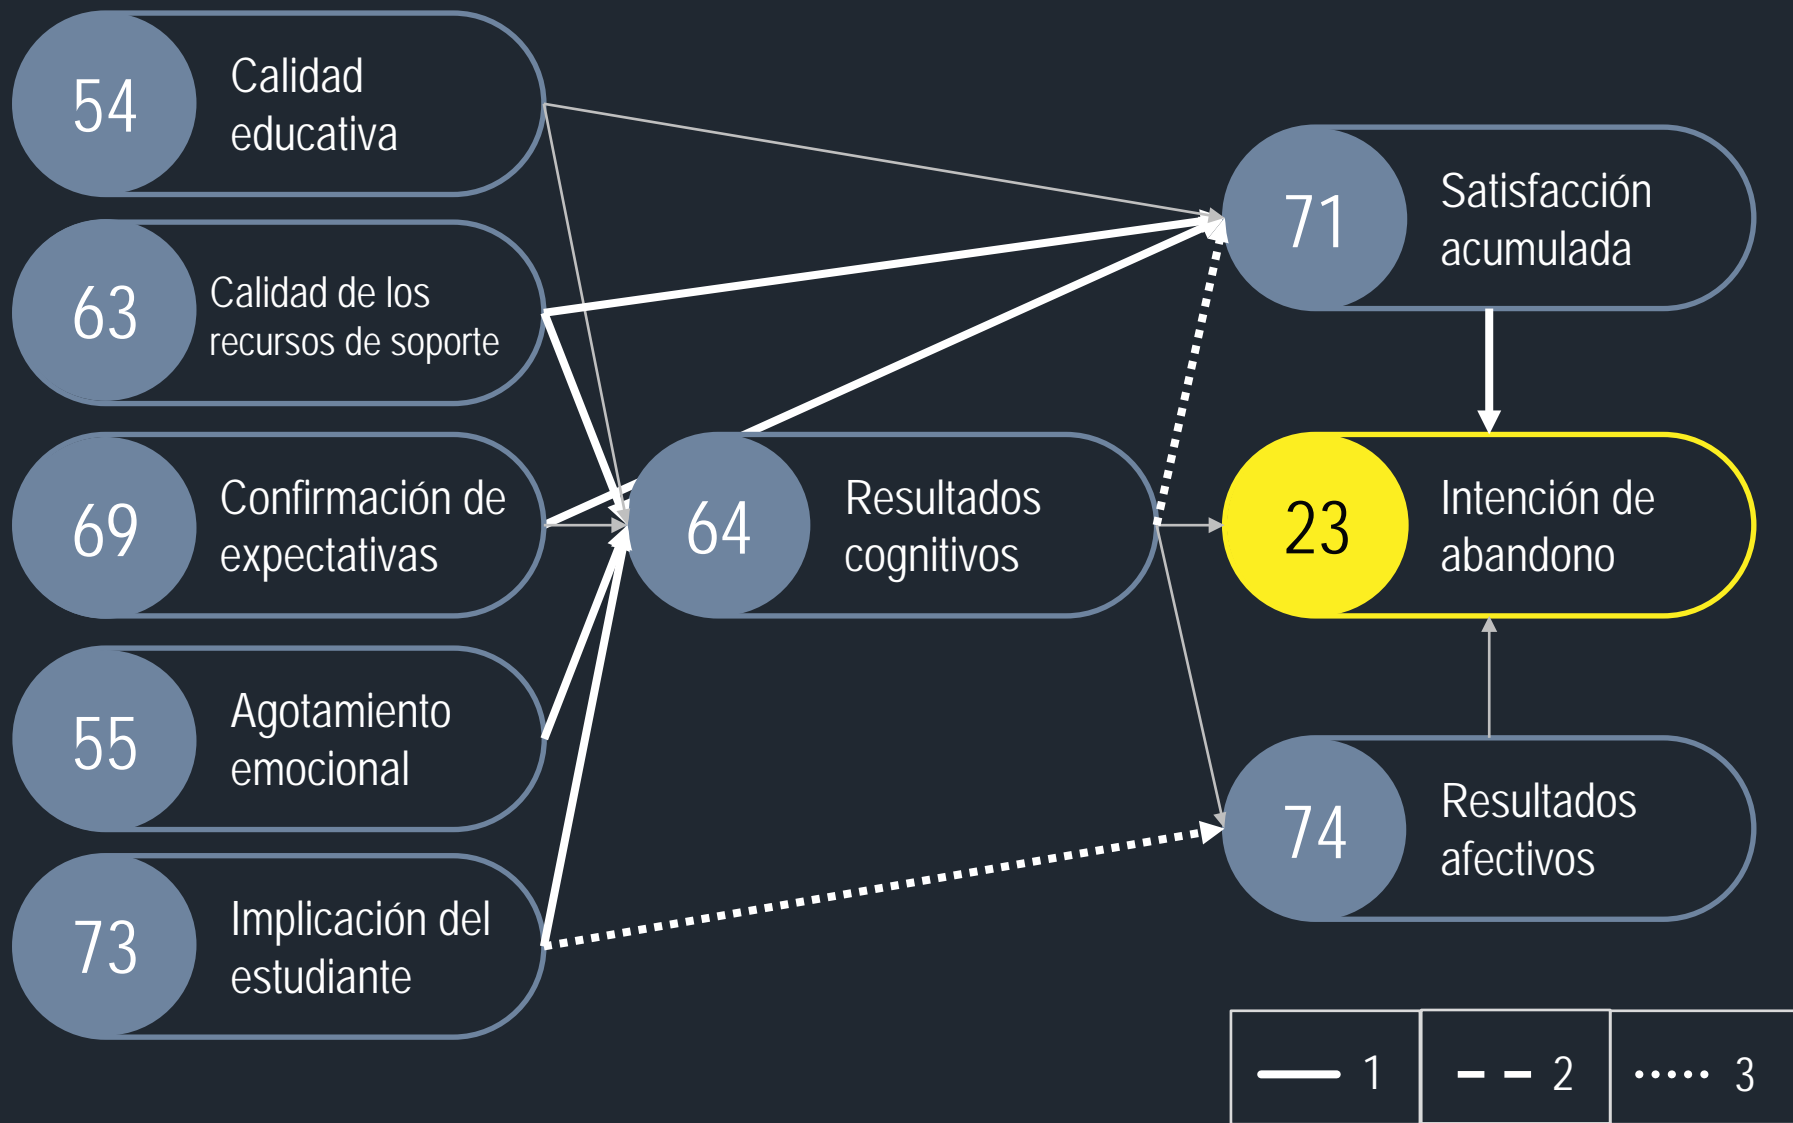 54
Calidad
educativa
63
Calidad de los
recursos de soporte
69
Confirmación de
expectativas
55
Agotamiento
emocional
73
Implicación del
estudiante
64
Resultados
cognitivos
71
Satisfacción
acumulada
23
Intención de
abandono
74
Resultados
afectivos
1
2
3